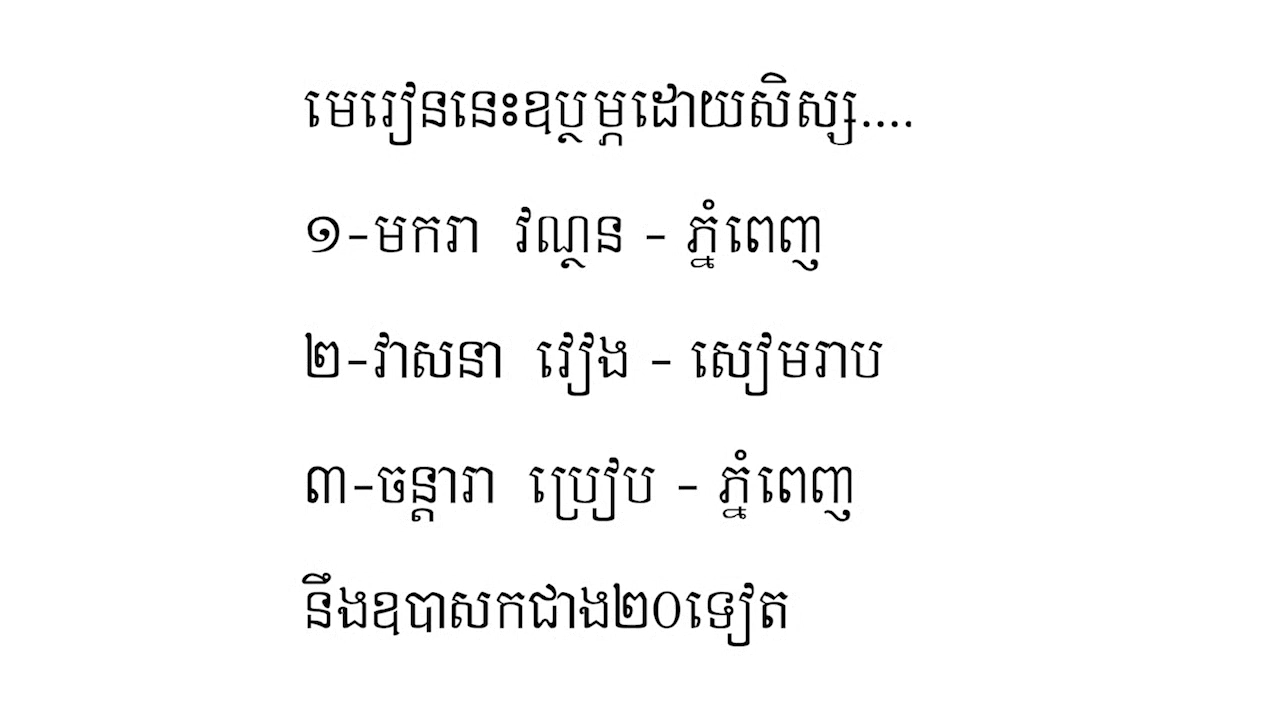 មេរៀននេះឧប្ថម្ភដោយសិស្ស....
១-មករា វណ្ថន - ភ្នំពេញ
២-វាសនា វៀង - សៀមរាប
៣-ចន្តារា ប្រៀប - ភ្នំពេញ
នឹងឧបាសកជាង២០ទៀត